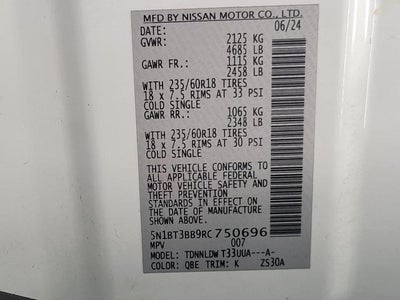 MFD BY NISSAN MOTOR CO., LTD.
DATE: 06/24
GVWR: 2125 KG
4685 LB
GAWR FR.: 1115 KG
2458 LB
WITH 235/60R18 TIRES
18 x 7.5 RIMS AT 33 PSI
COLD SINGLE
GAWR RR.: 1065 KG
2348 LB
WITH 235/60R18 TIRES
18 x 7.5 RIMS AT 30 PSI
COLD SINGLE
THIS VEHICLE CONFORMS TO
ALL APPLICABLE FEDERAL
MOTOR VEHICLE SAFETY AND
THEFT PREVENTION
STANDARDS IN EFFECT ON
THE DATE OF MANUFACTURE
SHOWN ABOVE.
5N1BT3BB9RC750696
MPV 007
MODEL: TDNNLDWT33UUA---A-
COLOR: QBE TRIM: K ZS30A